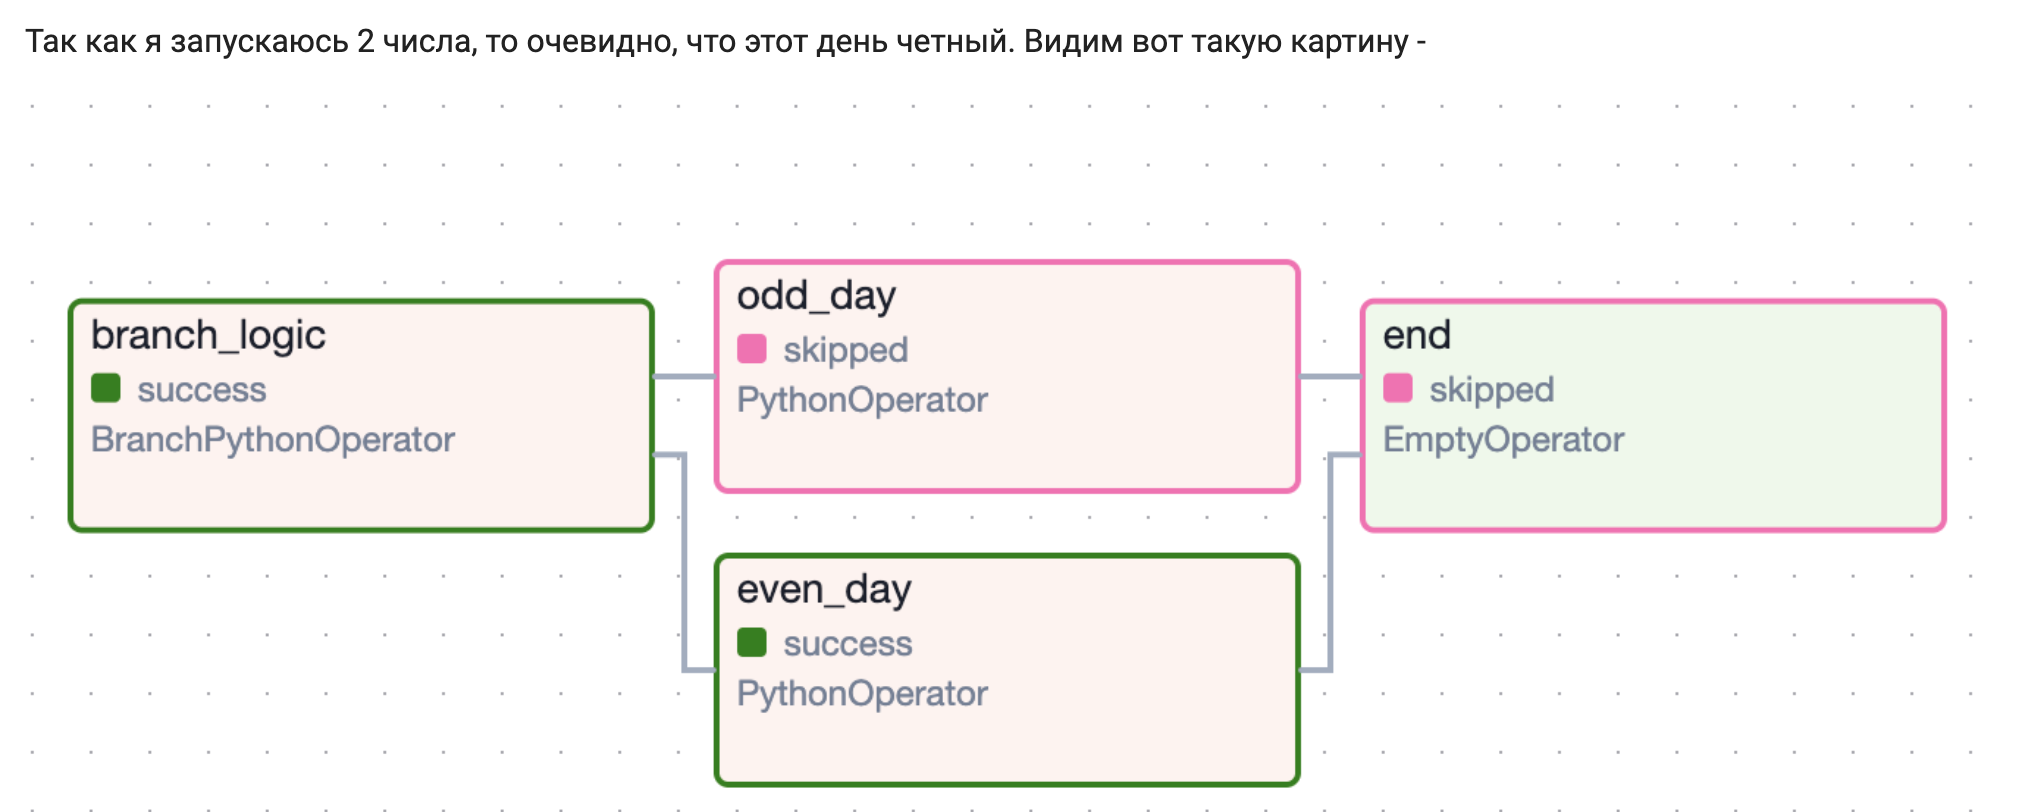 Так как я запускаюсь 2 числа, то очевидно, что этот день четный. Видим вот такую картину -
branch_logic
success
BranchPythonOperator
odd_day
skipped
PythonOperator
even_day
success
PythonOperator
end
skipped
EmptyOperator